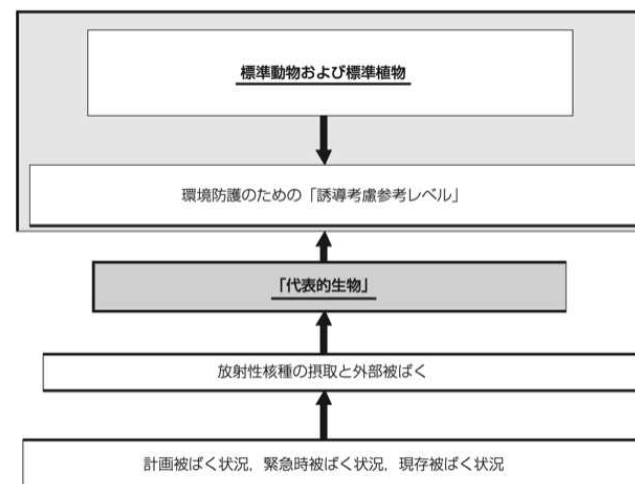 標準動物および標準植物
環境防護のための「誘導考慮参考レベル」
「代表的生物」
放射性核種の摂取と外部被ばく
計画被ばく状況，緊急時被ばく状況，現存被ばく状況